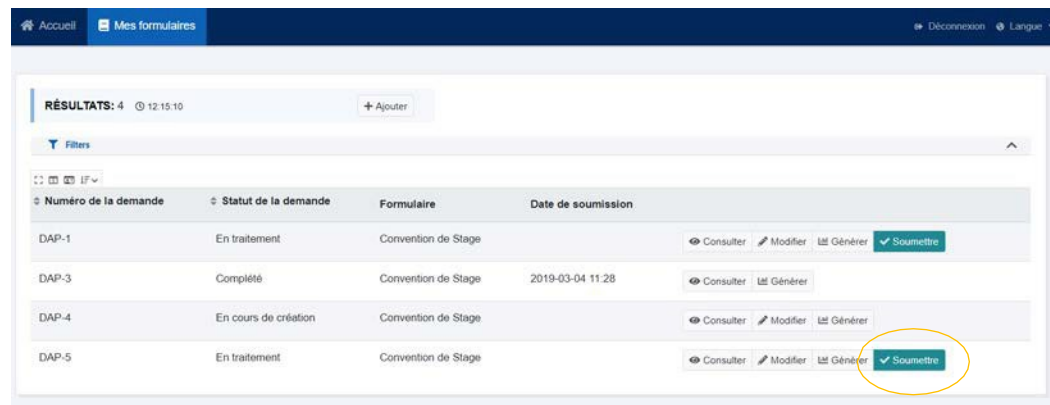 Accueil Mes formulaires Déconnexion Langue
RÉSULTATS: 4 12:15:10 + Ajouter
Filters
Numéro de la demande Statut de la demande Formulaire Date de soumission
DAP-1 En traitement Convention de Stage Consulter Modifier Générer Soumettre
DAP-3 Complété Convention de Stage 2019-03-04 11:28 Consulter Générer
DAP-4 En cours de création Convention de Stage Consulter Modifier Générer
DAP-5 En traitement Convention de Stage Consulter Modifier Générer Soumettre